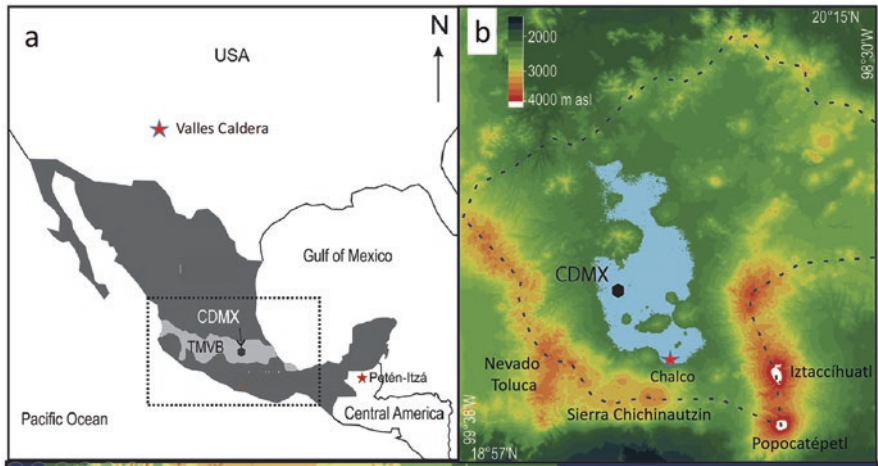 a
USA
N
Valles Caldera
Gulf of Mexico
CDMX
TMVB
Petén-Itzá
Pacific Ocean
Central America
b
20°15'N
98°30'W
2000
3000
4000 m asl
CDMX
Nevado
Toluca
Chalco
Iztaccíhuatl
Sierra Chichinautzin
Popocatépetl
99°38'W
18°57'N